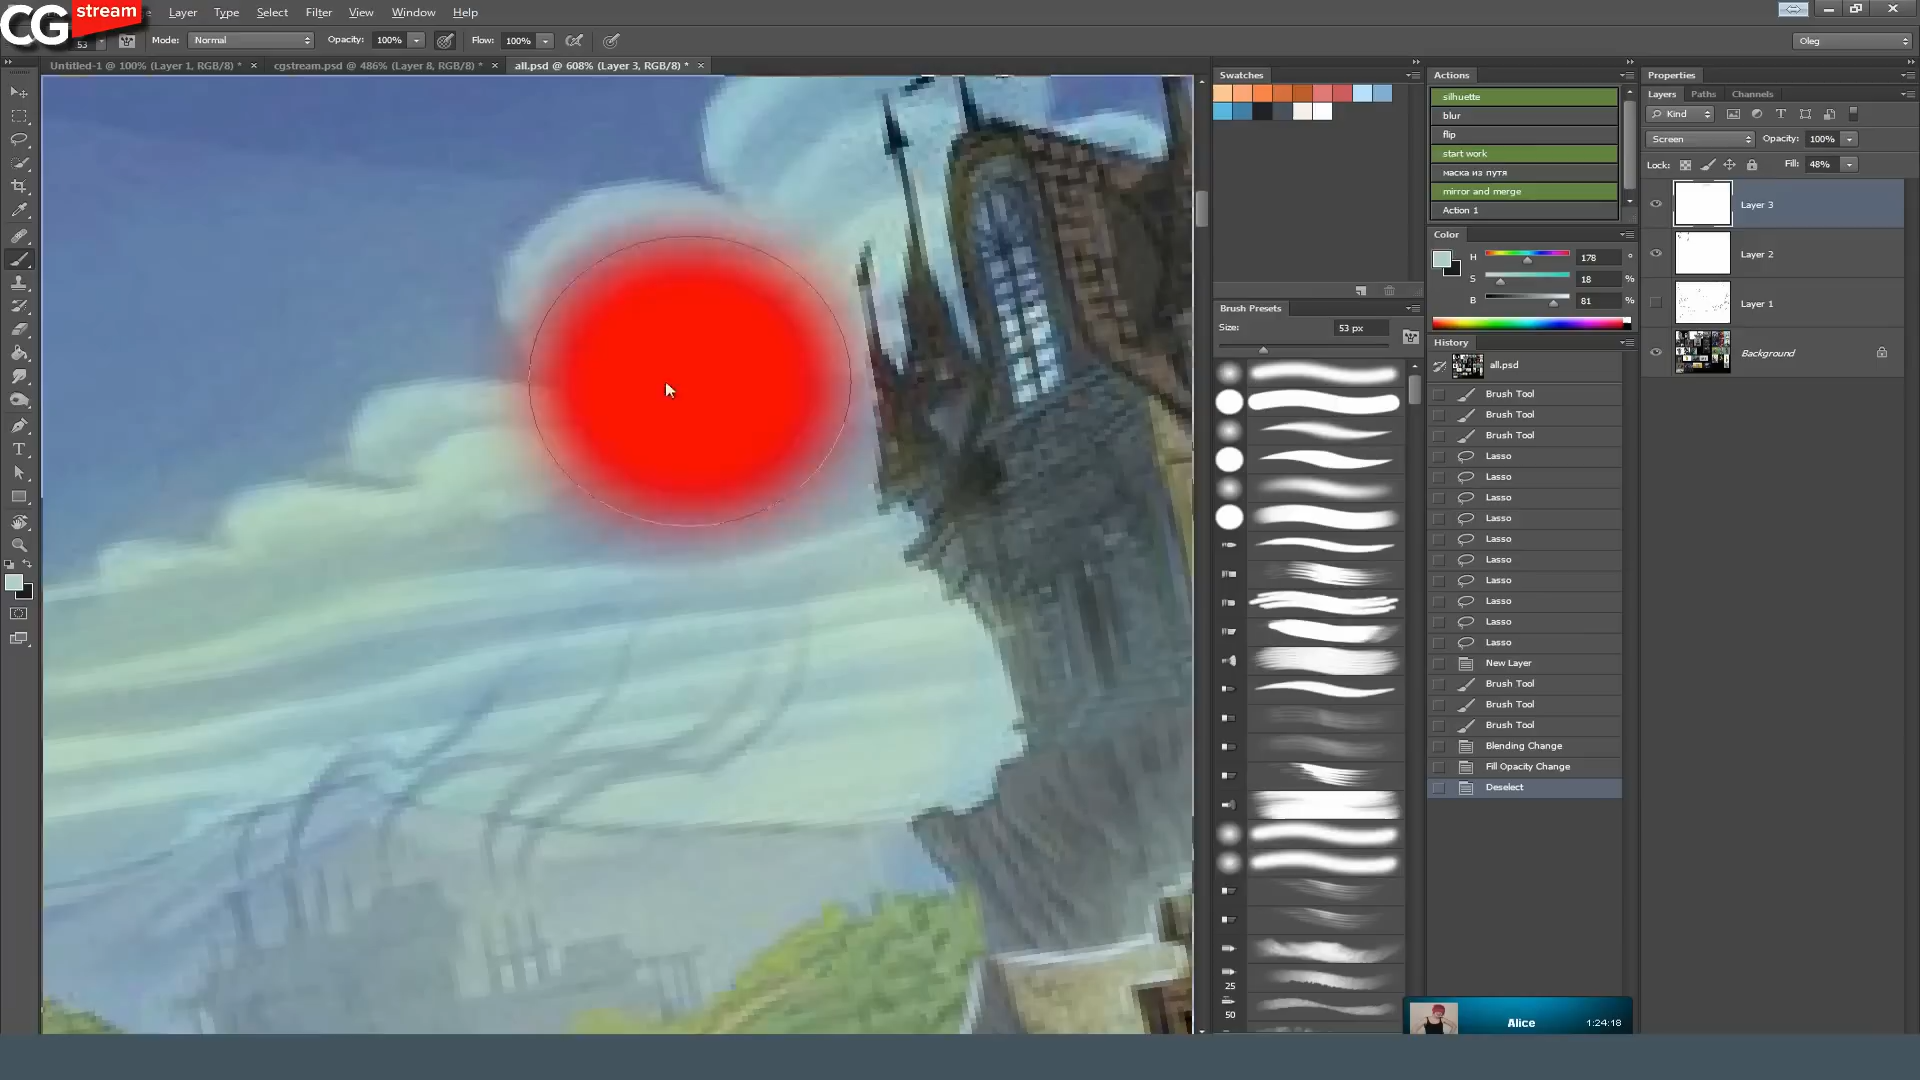 CG stream
Layer Type Select Filter View Window Help
53 Mode: Normal Opacity: 100% Flow: 100% Oleg
Untitled-1 @ 100% (Layer 1, RGB/8) * × cgstream.psd @ 486% (Layer 8, RGB/8) * × all.psd @ 608% (Layer 3, RGB/8) * ×
Swatches
Brush Presets
Size: 53 px
25
50
Actions
silhuette
blur
flip
start work
маска из путя
mirror and merge
Action 1
Color
H 178 °
S 18 %
B 81 %
History
all.psd
Brush Tool
Brush Tool
Brush Tool
Lasso
Lasso
Lasso
Lasso
Lasso
Lasso
Lasso
Lasso
Lasso
Lasso
New Layer
Brush Tool
Brush Tool
Brush Tool
Blending Change
Fill Opacity Change
Deselect
Alice 1:24:18
Properties
Layers Paths Channels
Kind
Screen Opacity: 100%
Lock: Fill: 48%
Layer 3
Layer 2
Layer 1
Background